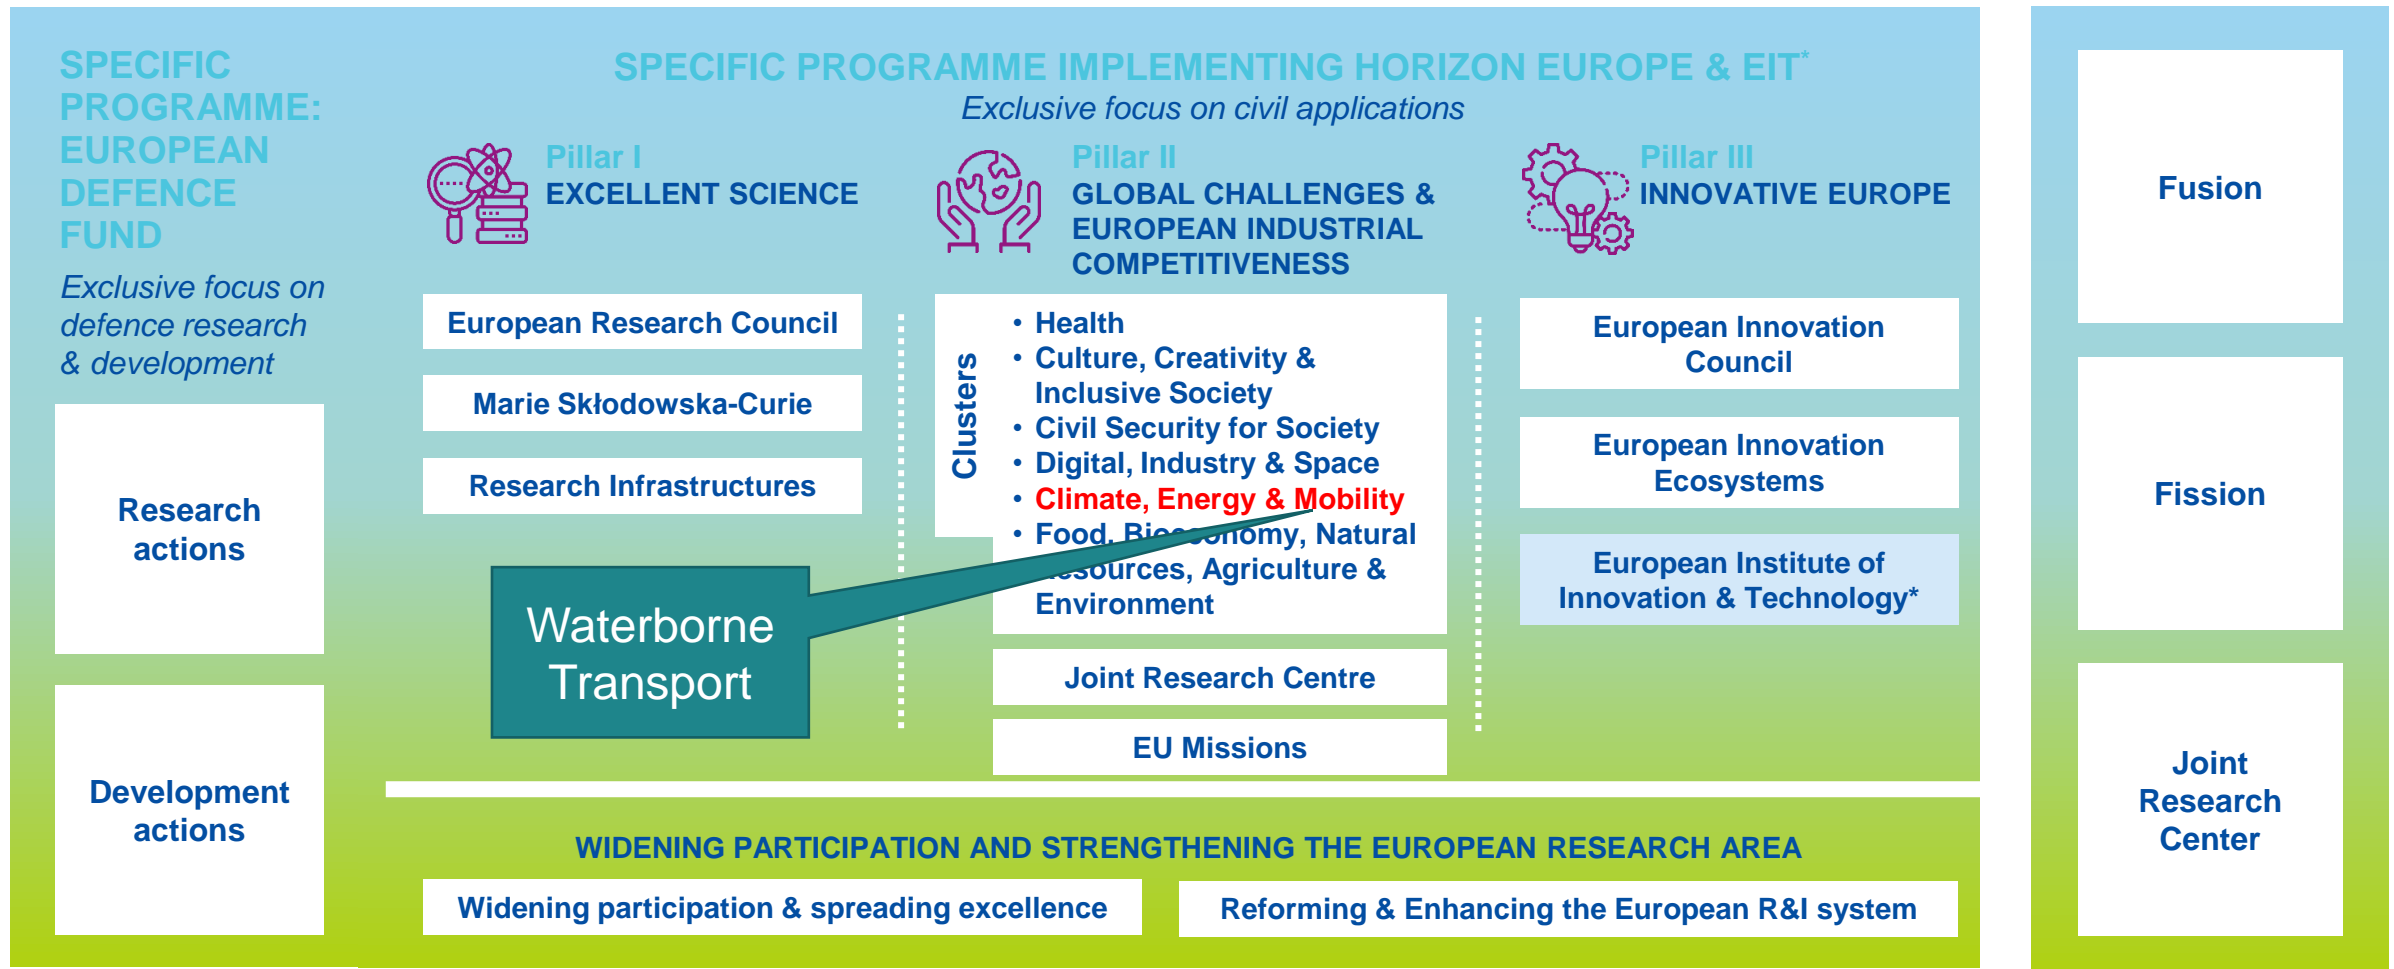 SPECIFIC
PROGRAMME:
EUROPEAN
DEFENCE
FUND
Exclusive focus on
defence research
& development
Research
actions
Development
actions
SPECIFIC PROGRAMME IMPLEMENTING HORIZON EUROPE & EIT*
Exclusive focus on civil applications
Pillar I
EXCELLENT SCIENCE
European Research Council
Marie Skłodowska-Curie
Research Infrastructures
Pillar II
GLOBAL CHALLENGES &
EUROPEAN INDUSTRIAL
COMPETITIVENESS
Clusters
• Health
• Culture, Creativity &
Inclusive Society
• Civil Security for Society
• Digital, Industry & Space
• Climate, Energy & Mobility
• Food, Bioeconomy, Natural
Resources, Agriculture &
Environment
Waterborne
Transport
Joint Research Centre
EU Missions
Pillar III
INNOVATIVE EUROPE
European Innovation
Council
European Innovation
Ecosystems
European Institute of
Innovation & Technology*
WIDENING PARTICIPATION AND STRENGTHENING THE EUROPEAN RESEARCH AREA
Widening participation & spreading excellence
Reforming & Enhancing the European R&I system
Fusion
Fission
Joint
Research
Center